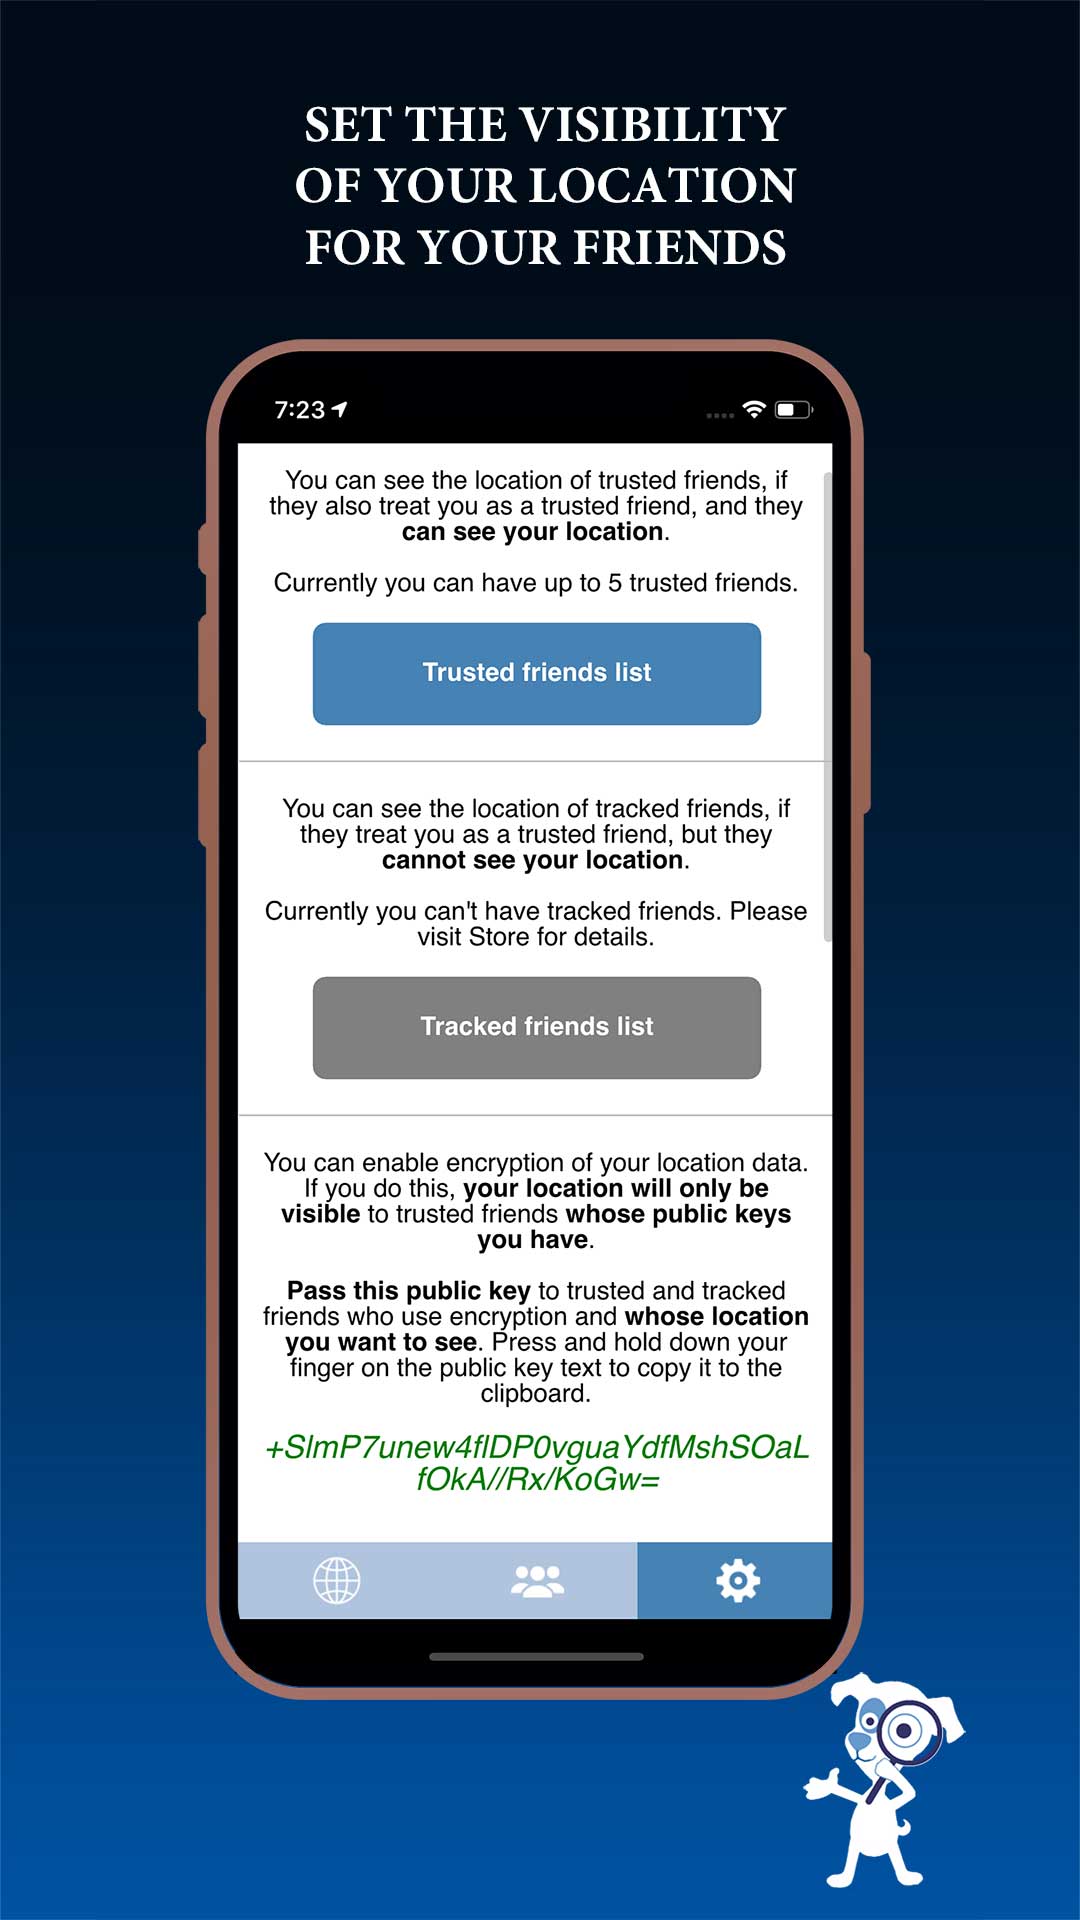 SET THE VISIBILITY
OF YOUR LOCATION
FOR YOUR FRIENDS
7:23
You can see the location of trusted friends, if
they also treat you as a trusted friend, and they
can see your location.
Currently you can have up to 5 trusted friends.
Trusted friends list
You can see the location of tracked friends, if
they treat you as a trusted friend, but they
cannot see your location.
Currently you can't have tracked friends. Please
visit Store for details.
Tracked friends list
You can enable encryption of your location data.
If you do this, your location will only be
visible to trusted friends whose public keys
you have.
Pass this public key to trusted and tracked
friends who use encryption and whose location
you want to see. Press and hold down your
finger on the public key text to copy it to the
clipboard.
+SlmP7unew4flDP0vguaYdfMshSOaL
fOkA//Rx/KoGw=